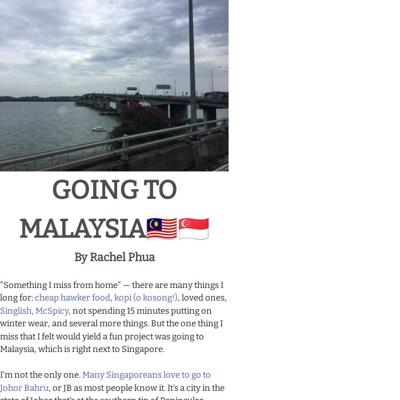 GOING TO
MALAYSIA🇲🇾🇸🇬
By Rachel Phua
"Something I miss from home" — there are many things I
long for: cheap hawker food, kopi (o kosong!), loved ones,
Singlish, McSpicy, not spending 15 minutes putting on
winter wear, and several more things. But the one thing I
miss that I felt would yield a fun project was going to
Malaysia, which is right next to Singapore.
I'm not the only one. Many Singaporeans love to go to
Johor Bahru, or JB as most people know it. It's a city in the
state of Johor that's at the southern tip of Peninsular